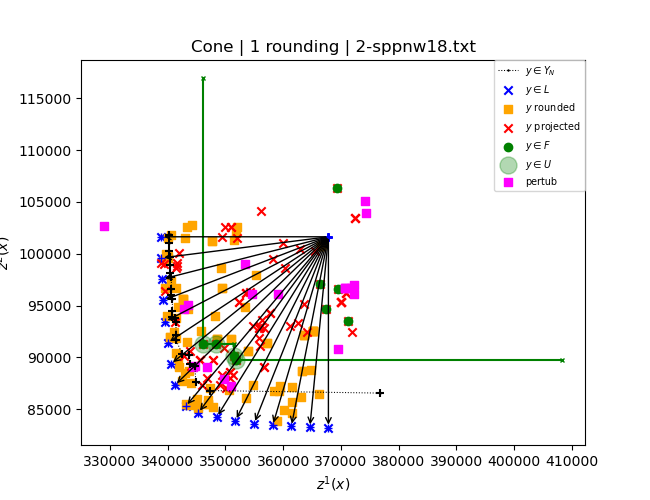 Cone | 1 rounding | 2-sppnw18.txt
y ∈ Y_N
y ∈ L
y rounded
y projected
y ∈ F
y ∈ U
pertub
115000
110000
105000
100000
95000
90000
85000
z²(x)
330000 340000 350000 360000 370000 380000 390000 400000 410000
z¹(x)